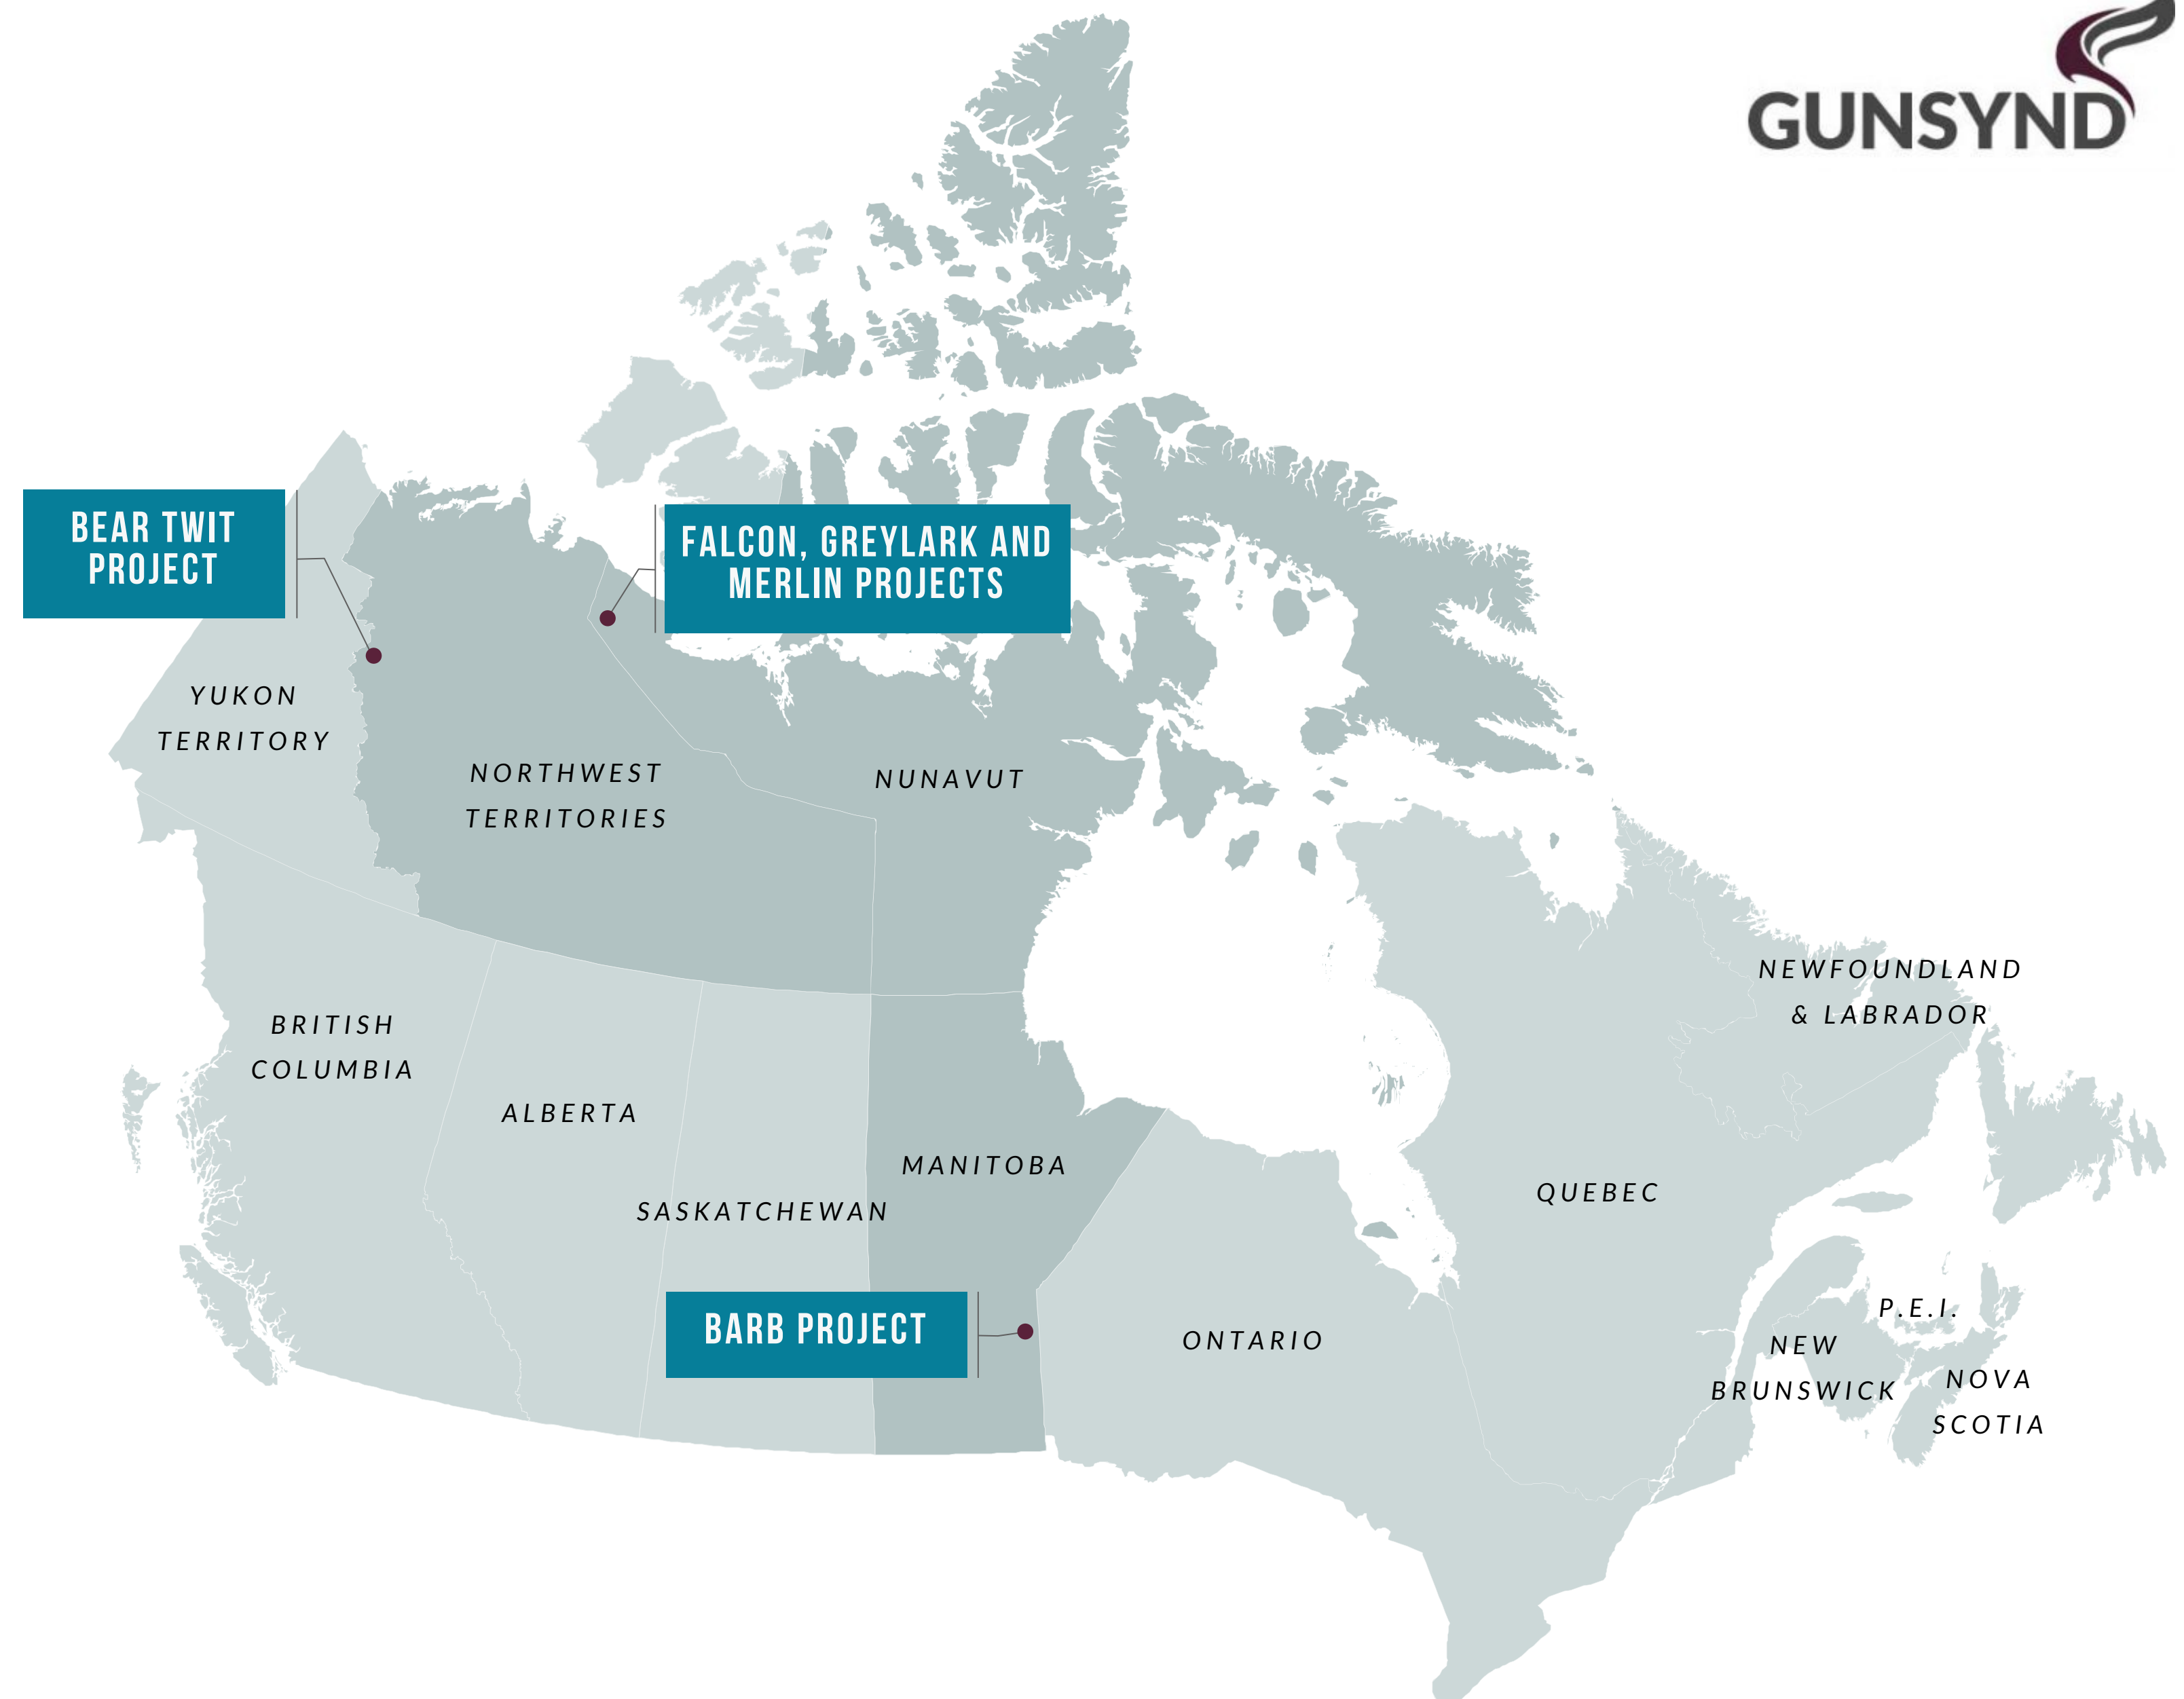 GUNSYND
BEAR TWIT
PROJECT
FALCON, GREYLARK AND
MERLIN PROJECTS
YUKON
TERRITORY
NORTHWEST
TERRITORIES
NUNAVUT
NEWFOUNDLAND
& LABRADOR
BRITISH
COLUMBIA
ALBERTA
MANITOBA
SASKATCHEWAN
QUEBEC
BARB PROJECT
ONTARIO
P.E.I.
NEW
BRUNSWICK
NOVA
SCOTIA